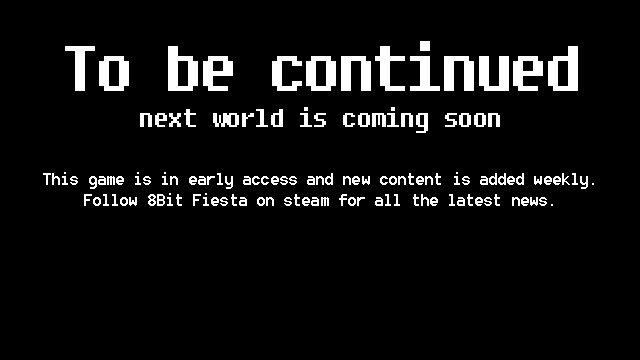 To be continued
next world is coming soon
This game is in early access and new content is added weekly.
Follow 8Bit Fiesta on steam for all the latest news.